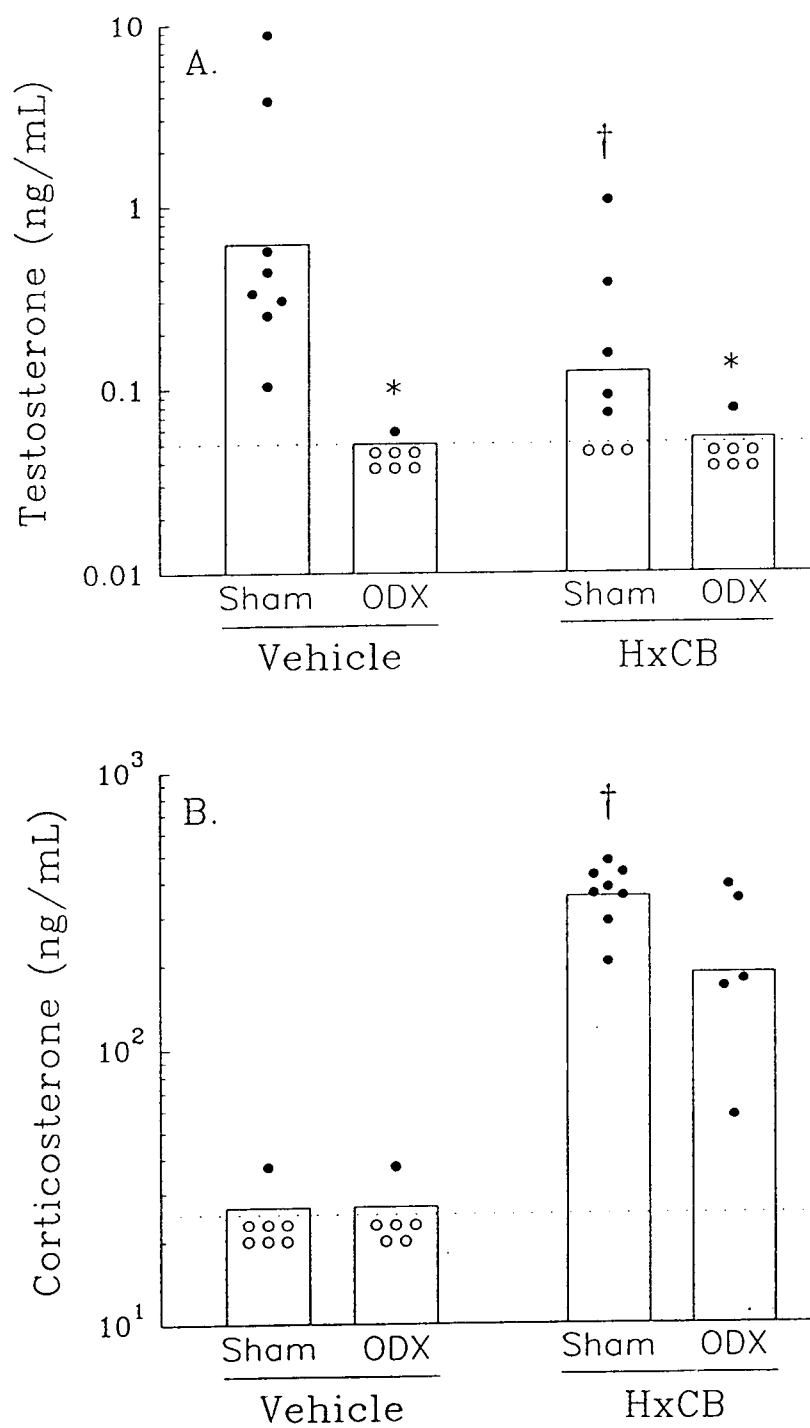 A.
Testosterone (ng/mL)
10
1
0.1
0.01
†
*
*
Sham ODX Sham ODX
Vehicle HxCB
B.
Corticosterone (ng/mL)
10³
10²
10¹
†
Sham ODX Sham ODX
Vehicle HxCB